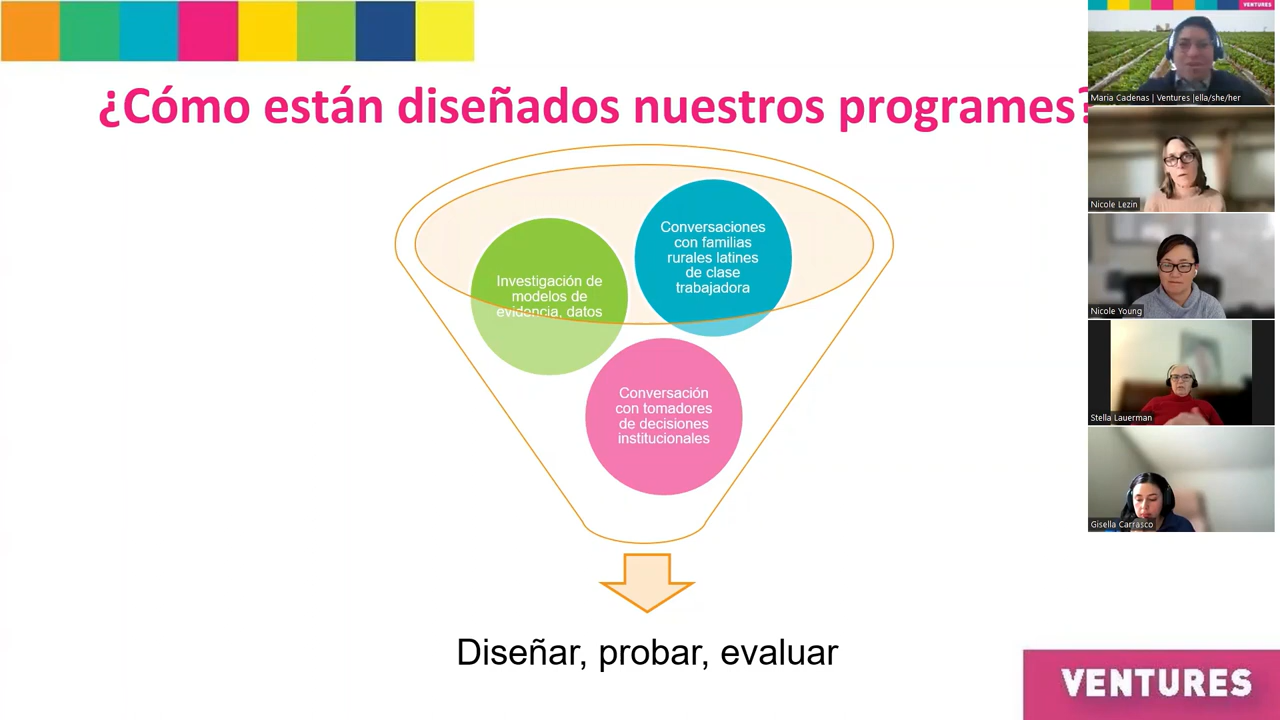 ¿Cómo están diseñados nuestros programes?
Conversaciones
con familias
rurales latines
de clase
trabajadora
Investigación de
modelos de
evidencia, datos
Conversación
con tomadores
de decisiones
institucionales
Diseñar, probar, evaluar
VENTURES
VENTURES
Maria Cadenas | Ventures |ella/she/her
Nicole Lezin
Nicole Young
Stella Lauerman
Gisella Carrasco